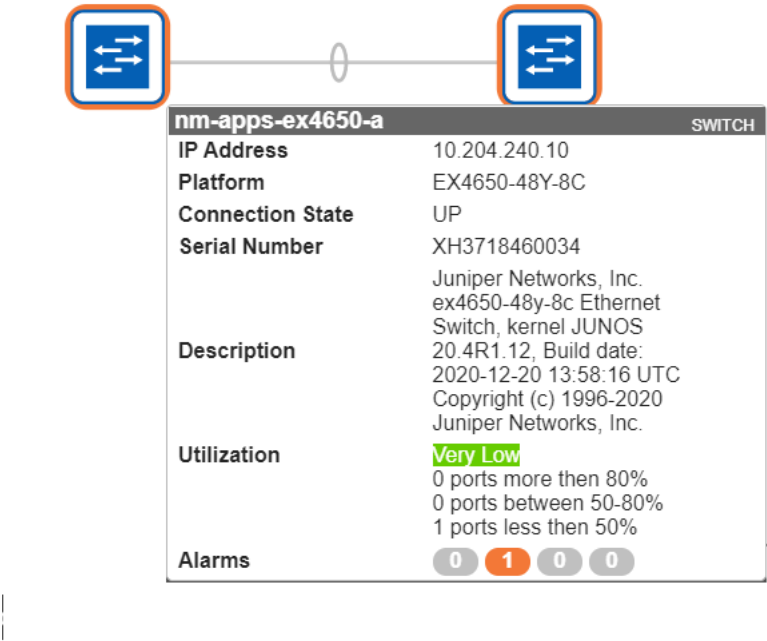 nm-apps-ex4650-a SWITCH
IP Address 10.204.240.10
Platform EX4650-48Y-8C
Connection State UP
Serial Number XH3718460034
Description Juniper Networks, Inc.
ex4650-48y-8c Ethernet
Switch, kernel JUNOS
20.4R1.12, Build date:
2020-12-20 13:58:16 UTC
Copyright (c) 1996-2020
Juniper Networks, Inc.
Utilization Very Low
0 ports more then 80%
0 ports between 50-80%
1 ports less then 50%
Alarms 0 1 0 0